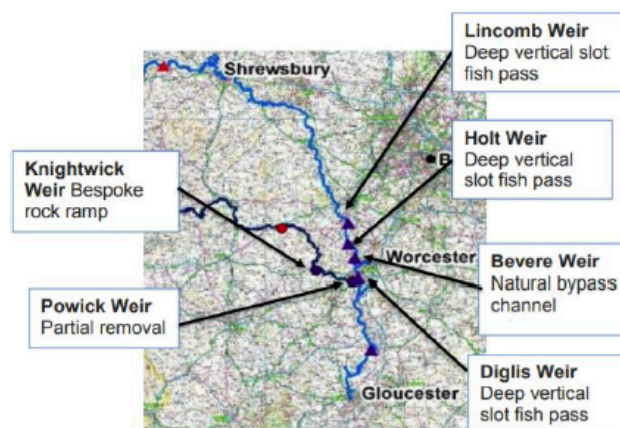 Lincomb Weir
Deep vertical slot
fish pass
Shrewsbury
Holt Weir
Deep vertical
slot fish pass
B
Knightwick
Weir Bespoke
rock ramp
Worcester
Bevere Weir
Natural bypass
channel
Powick Weir
Partial removal
Diglis Weir
Deep vertical
slot fish pass
Gloucester